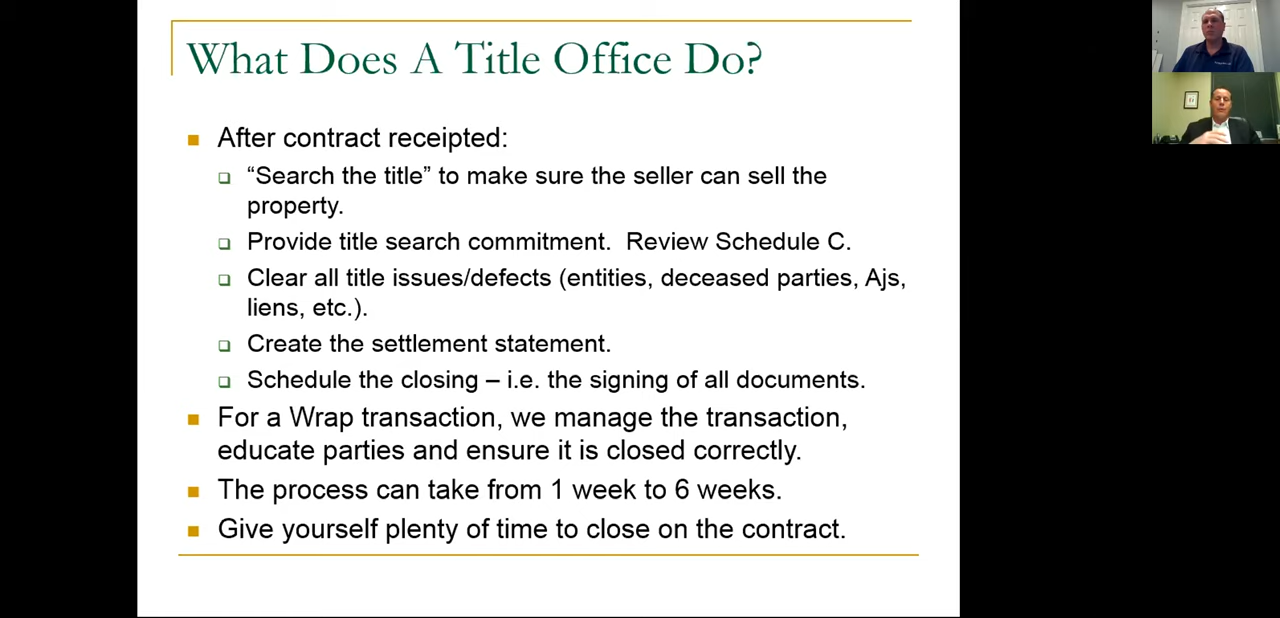 What Does A Title Office Do?
After contract receipted:
“Search the title” to make sure the seller can sell the
property.
Provide title search commitment.  Review Schedule C.
Clear all title issues/defects (entities, deceased parties, Ajs,
liens, etc.).
Create the settlement statement.
Schedule the closing – i.e. the signing of all documents.
For a Wrap transaction, we manage the transaction,
educate parties and ensure it is closed correctly.
The process can take from 1 week to 6 weeks.
Give yourself plenty of time to close on the contract.